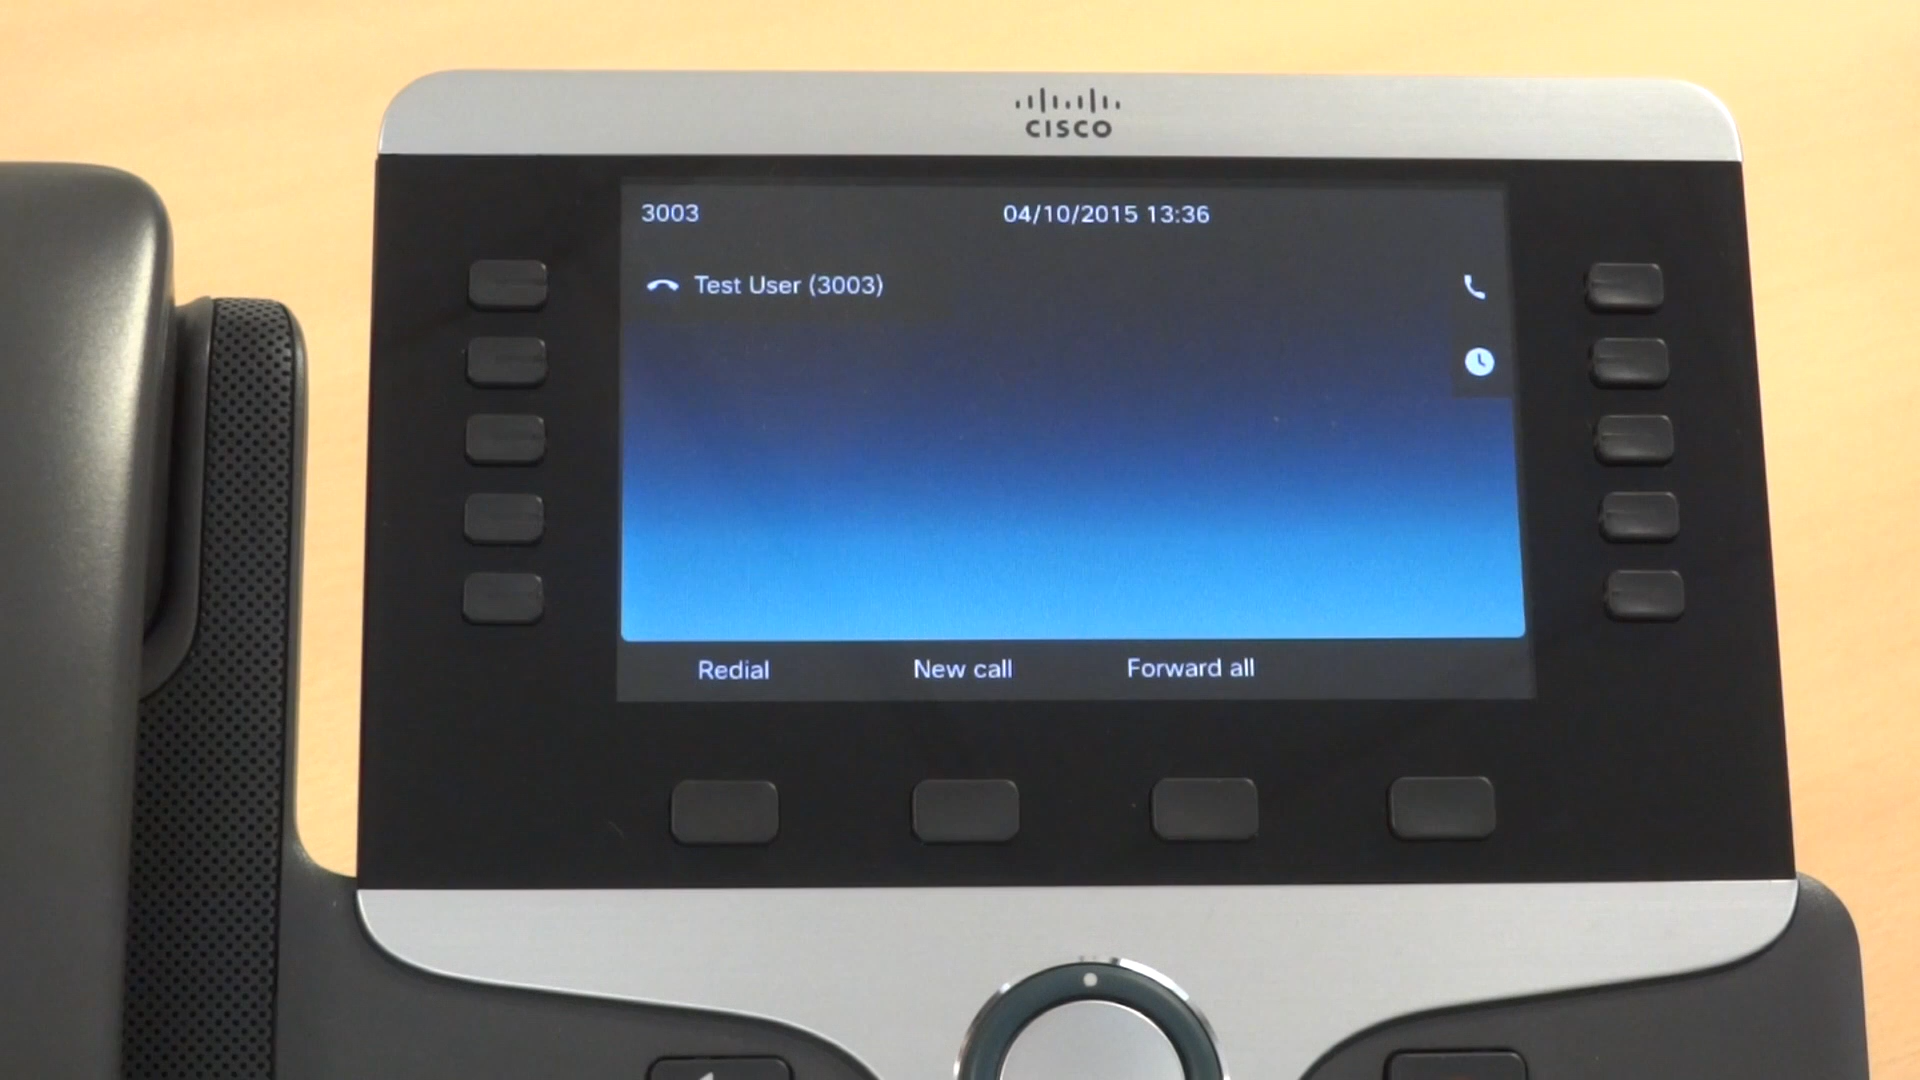 CISCO
3003 04/10/2015 13:36
Test User (3003)
Redial New call Forward all